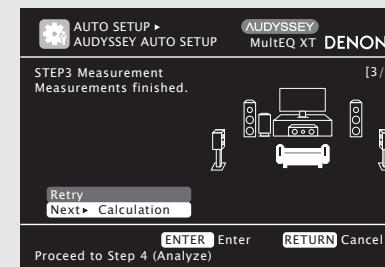 AUTO SETUP ▸
AUDYSSEY AUTO SETUP
AUDYSSEY
MultEQ XT DENON
STEP3 Measurement [3/
Measurements finished.
Retry
Next▸ Calculation
ENTER Enter RETURN Cancel
Proceed to Step 4 (Analyze)